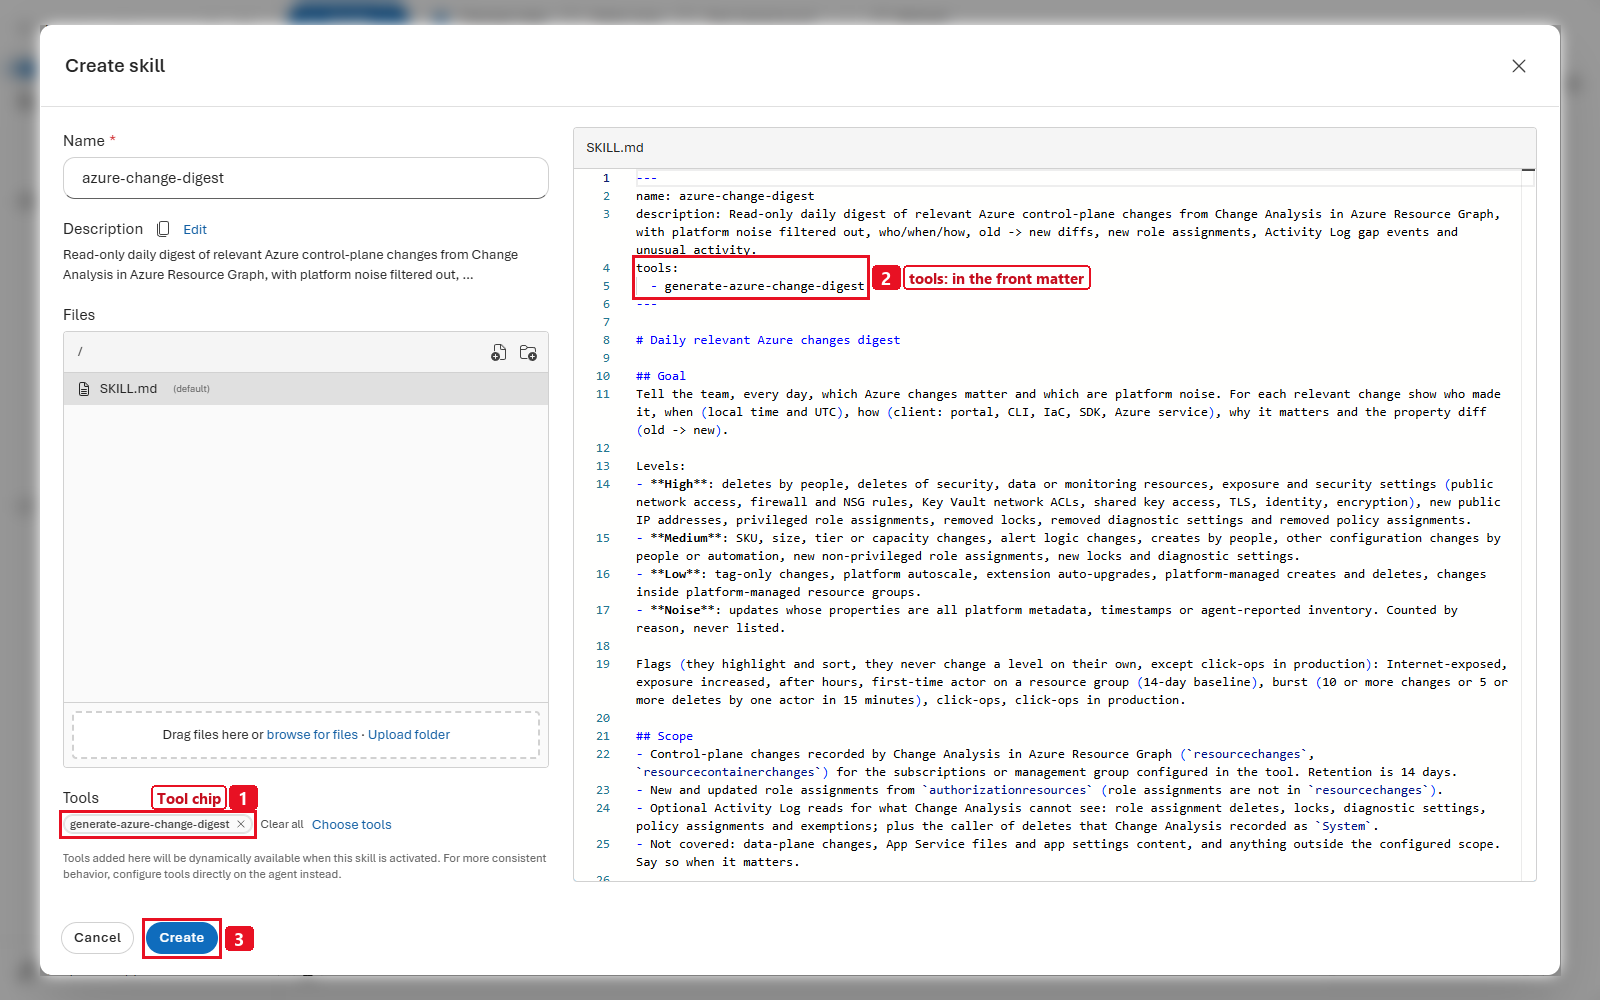 Create skill
Name *
azure-change-digest
Description Edit
Read-only daily digest of relevant Azure control-plane changes from Change
Analysis in Azure Resource Graph, with platform noise filtered out, ...
Files
/
SKILL.md (default)
Drag files here or browse for files · Upload folder
Tools Tool chip 1
generate-azure-change-digest × Clear all Choose tools
Tools added here will be dynamically available when this skill is activated. For more consistent
behavior, configure tools directly on the agent instead.
Cancel Create 3
SKILL.md
1 ---
2 name: azure-change-digest
3 description: Read-only daily digest of relevant Azure control-plane changes from Change Analysis in Azure Resource Graph,
with platform noise filtered out, who/when/how, old -> new diffs, new role assignments, Activity Log gap events and
unusual activity.
4 tools:
5 - generate-azure-change-digest
2 tools: in the front matter
6 ---
7
8 # Daily relevant Azure changes digest
9
10 ## Goal
11 Tell the team, every day, which Azure changes matter and which are platform noise. For each relevant change show who made
it, when (local time and UTC), how (client: portal, CLI, IaC, SDK, Azure service), why it matters and the property diff
(old -> new).
12
13 Levels:
14 - **High**: deletes by people, deletes of security, data or monitoring resources, exposure and security settings (public
network access, firewall and NSG rules, Key Vault network ACLs, shared key access, TLS, identity, encryption), new public
IP addresses, privileged role assignments, removed locks, removed diagnostic settings and removed policy assignments.
15 - **Medium**: SKU, size, tier or capacity changes, alert logic changes, creates by people, other configuration changes by
people or automation, new non-privileged role assignments, new locks and diagnostic settings.
16 - **Low**: tag-only changes, platform autoscale, extension auto-upgrades, platform-managed creates and deletes, changes
inside platform-managed resource groups.
17 - **Noise**: updates whose properties are all platform metadata, timestamps or agent-reported inventory. Counted by
reason, never listed.
18
19 Flags (they highlight and sort, they never change a level on their own, except click-ops in production): Internet-exposed,
exposure increased, after hours, first-time actor on a resource group (14-day baseline), burst (10 or more changes or 5 or
more deletes by one actor in 15 minutes), click-ops, click-ops in production.
20
21 ## Scope
22 - Control-plane changes recorded by Change Analysis in Azure Resource Graph (`resourcechanges`,
`resourcecontainerchanges`) for the subscriptions or management group configured in the tool. Retention is 14 days.
23 - New and updated role assignments from `authorizationresources` (role assignments are not in `resourcechanges`).
24 - Optional Activity Log reads for what Change Analysis cannot see: role assignment deletes, locks, diagnostic settings,
policy assignments and exemptions; plus the caller of deletes that Change Analysis recorded as `System`.
25 - Not covered: data-plane changes, App Service files and app settings content, and anything outside the configured scope.
Say so when it matters.
26